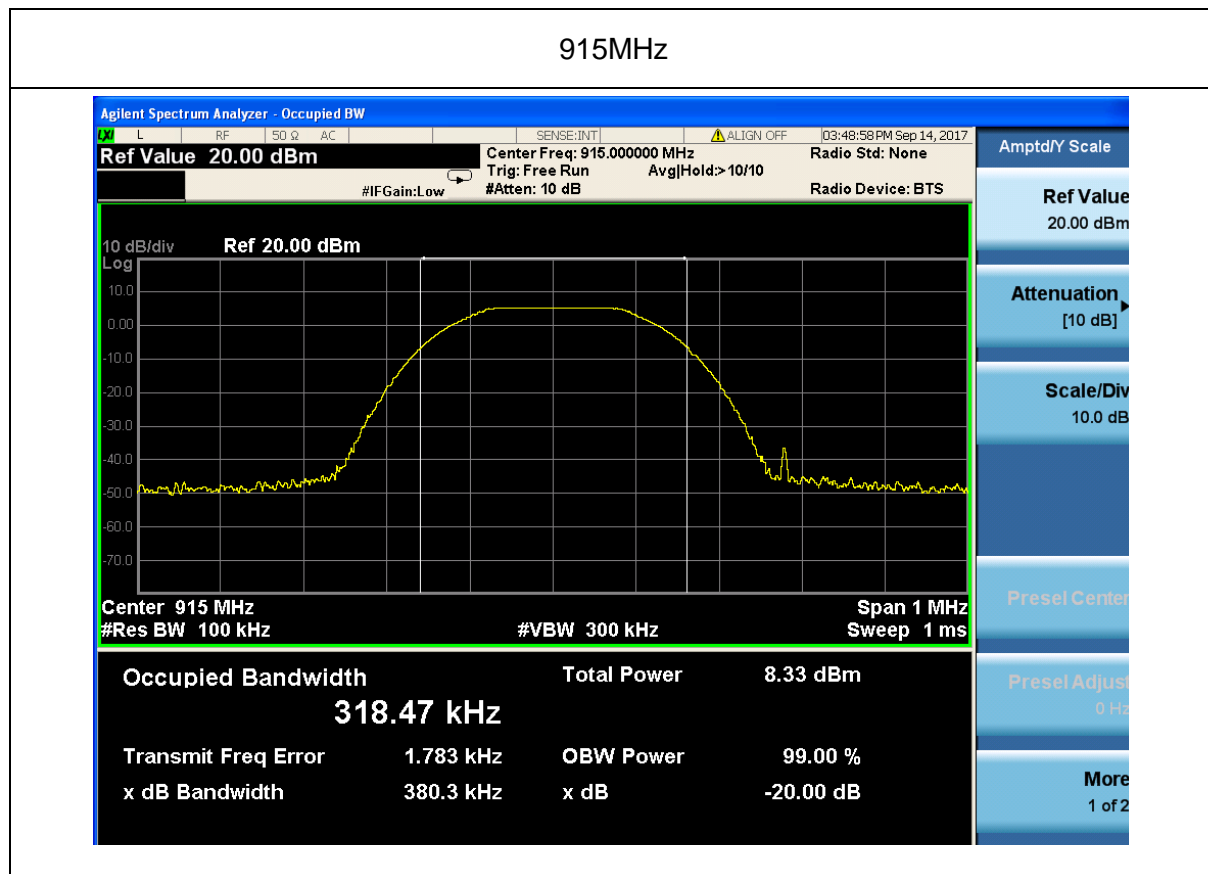 915MHz
Agilent Spectrum Analyzer - Occupied BW
LXI L RF 50 Ω AC SENSE:INT ALIGN OFF 03:48:58 PM Sep 14, 2017
Ref Value 20.00 dBm
Center Freq: 915.000000 MHz
Radio Std: None
Trig: Free Run
Avg|Hold:>10/10
#IFGain:Low
#Atten: 10 dB
Radio Device: BTS
10 dB/div Ref 20.00 dBm
Log
10.0
0.00
-10.0
-20.0
-30.0
-40.0
-50.0
-60.0
-70.0
Center 915 MHz
Span 1 MHz
#Res BW 100 kHz
#VBW 300 kHz
Sweep 1 ms
Occupied Bandwidth
318.47 kHz
Total Power 8.33 dBm
Transmit Freq Error 1.783 kHz
OBW Power 99.00 %
x dB Bandwidth 380.3 kHz
x dB -20.00 dB
Amptd/Y Scale
Ref Value
20.00 dBm
Attenuation
[10 dB]
Scale/Div
10.0 dB
Presel Center
Presel Adjust
0 Hz
More
1 of 2